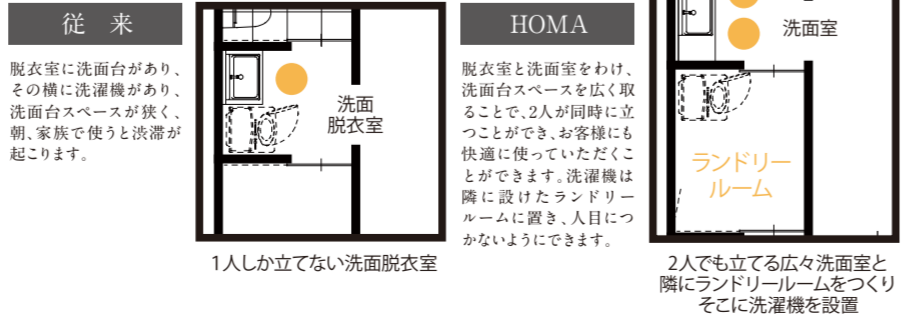 従　来
脱衣室に洗面台があり、
その横に洗濯機があり、
洗面台スペースが狭く、
朝、家族で使うと渋滞が
起こります。
洗面
脱衣室
1人しか立てない洗面脱衣室
HOMA
脱衣室と洗面室をわけ、
洗面台スペースを広く取
ることで、2人が同時に立
つことができ、お客様にも
快適に使っていただくこ
とができます。洗濯機は
隣に設けたランドリー
ルームに置き、人目につ
かないようにできます。
洗面室
ランドリー
ルーム
2人でも立てる広々洗面室と
隣にランドリールームをつくり
そこに洗濯機を設置